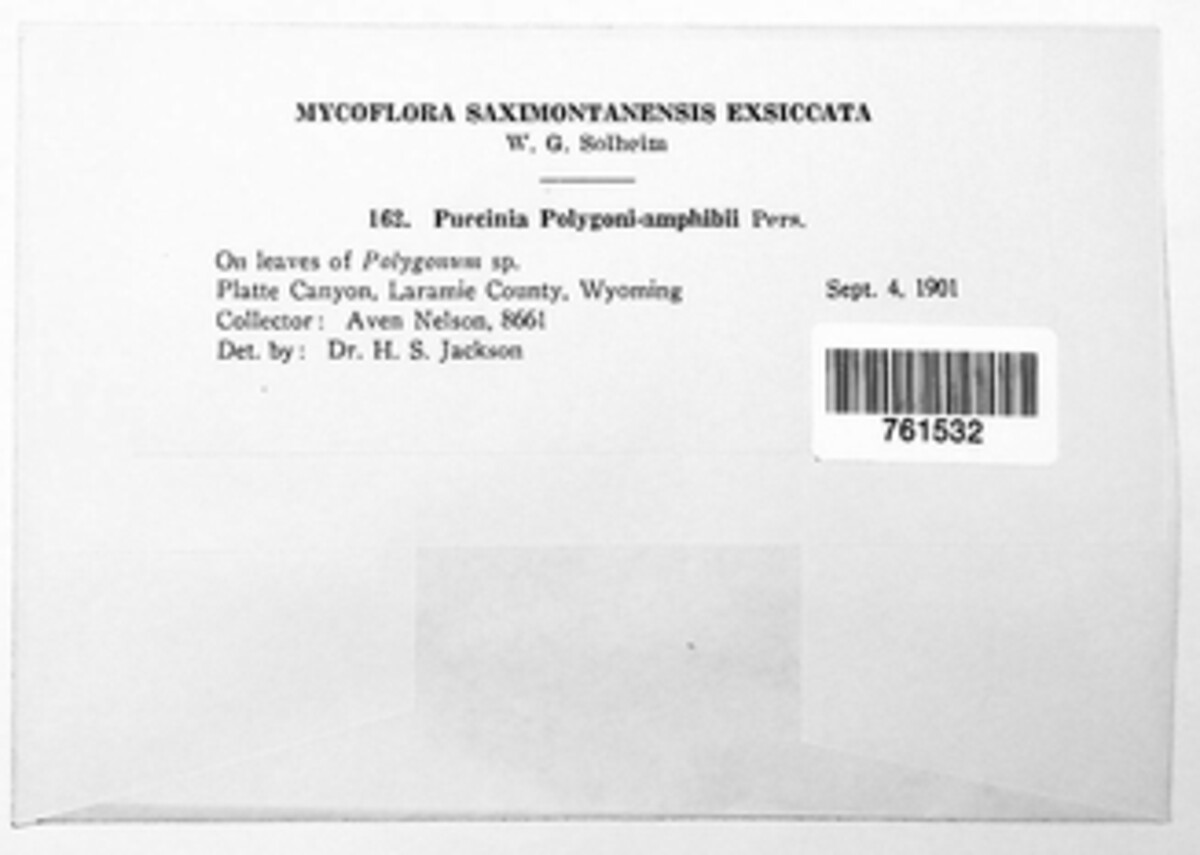 MYCOFLORA SAXIMONTANENSIS EXSICCATA
W. G. Solheim
162. Puccinia Polygoni-amphibii Pers.
On leaves of Polygonum sp.
Platte Canyon, Laramie County, Wyoming Sept. 4, 1901
Collector: Aven Nelson, 8661
Det. by: Dr. H. S. Jackson
761532